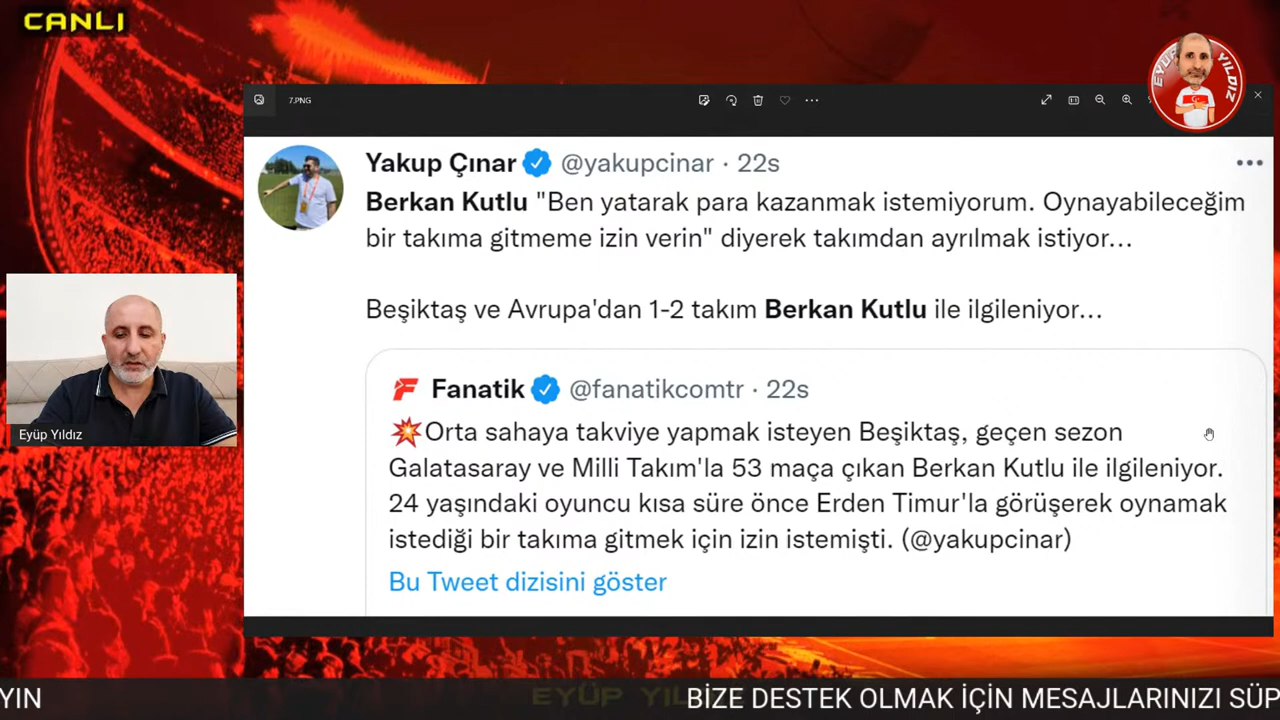 CANLI
7.PNG
EYÜP YILDIZ
Yakup Çınar @yakupcinar · 22s
Berkan Kutlu "Ben yatarak para kazanmak istemiyorum. Oynayabileceğim
bir takıma gitmeme izin verin" diyerek takımdan ayrılmak istiyor...
Beşiktaş ve Avrupa'dan 1-2 takım Berkan Kutlu ile ilgileniyor...
Fanatik @fanatikcomtr · 22s
💥Orta sahaya takviye yapmak isteyen Beşiktaş, geçen sezon
Galatasaray ve Milli Takım'la 53 maça çıkan Berkan Kutlu ile ilgileniyor.
24 yaşındaki oyuncu kısa süre önce Erden Timur'la görüşerek oynamak
istediği bir takıma gitmek için izin istemişti. (@yakupcinar)
Bu Tweet dizisini göster
Eyüp Yıldız
EYÜP YIL
YIN BİZE DESTEK OLMAK İÇİN MESAJLARINIZI SÜP